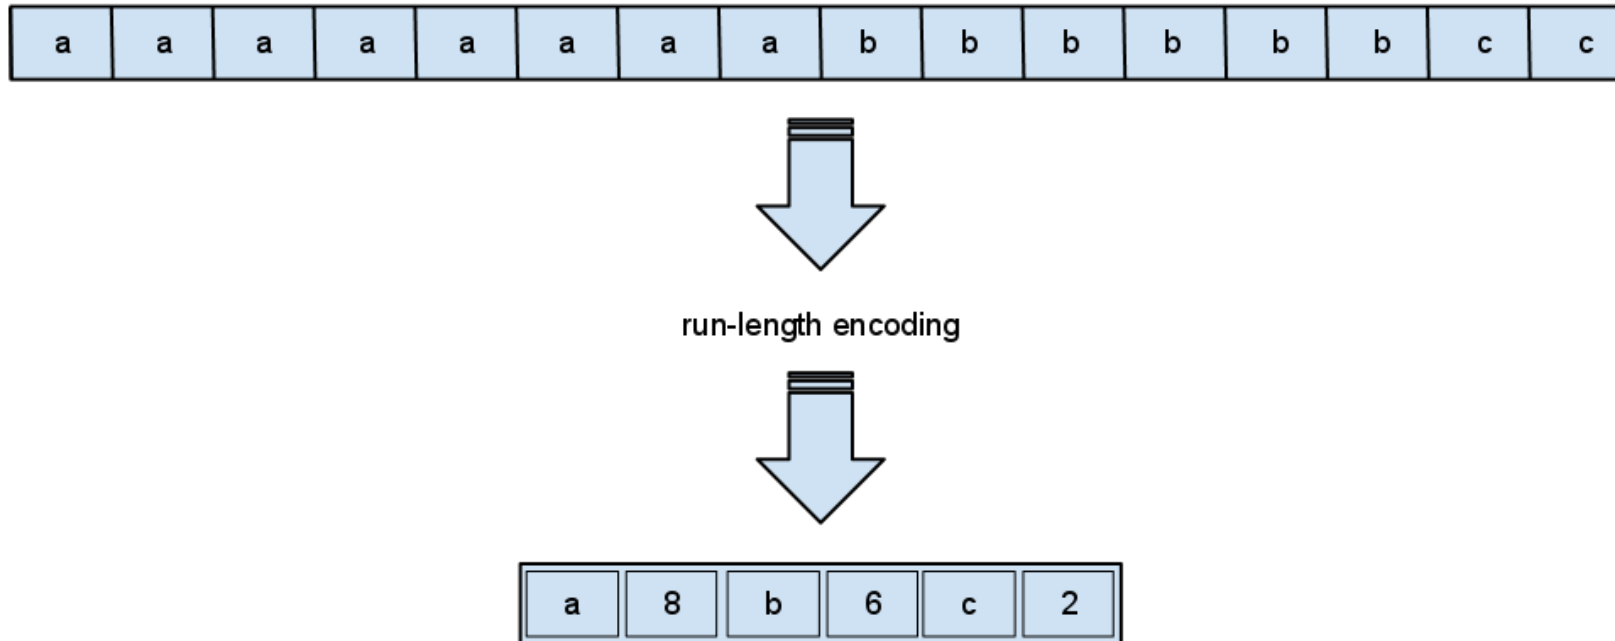 a a a a a a a a b b b b b b c c
run-length encoding
a 8 b 6 c 2